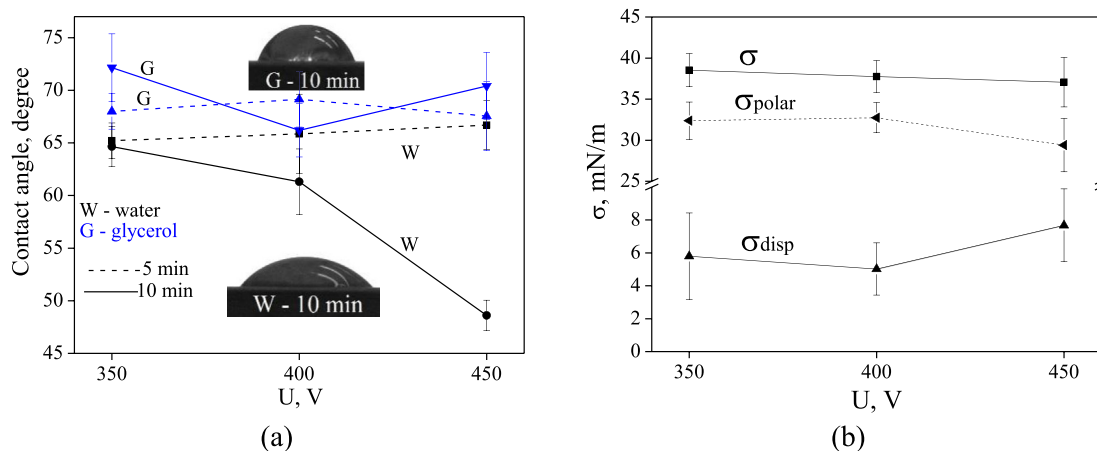 75
70
65
60
55
50
45
Contact angle, degree
G
G
G - 10 min
W
W - water
G - glycerol
5 min
10 min
W
W - 10 min
350
400
450
U, V
(a)
45
40
35
30
25
8
6
4
2
0
σ, mN/m
σ
σpolar
σdisp
350
400
450
U, V
(b)